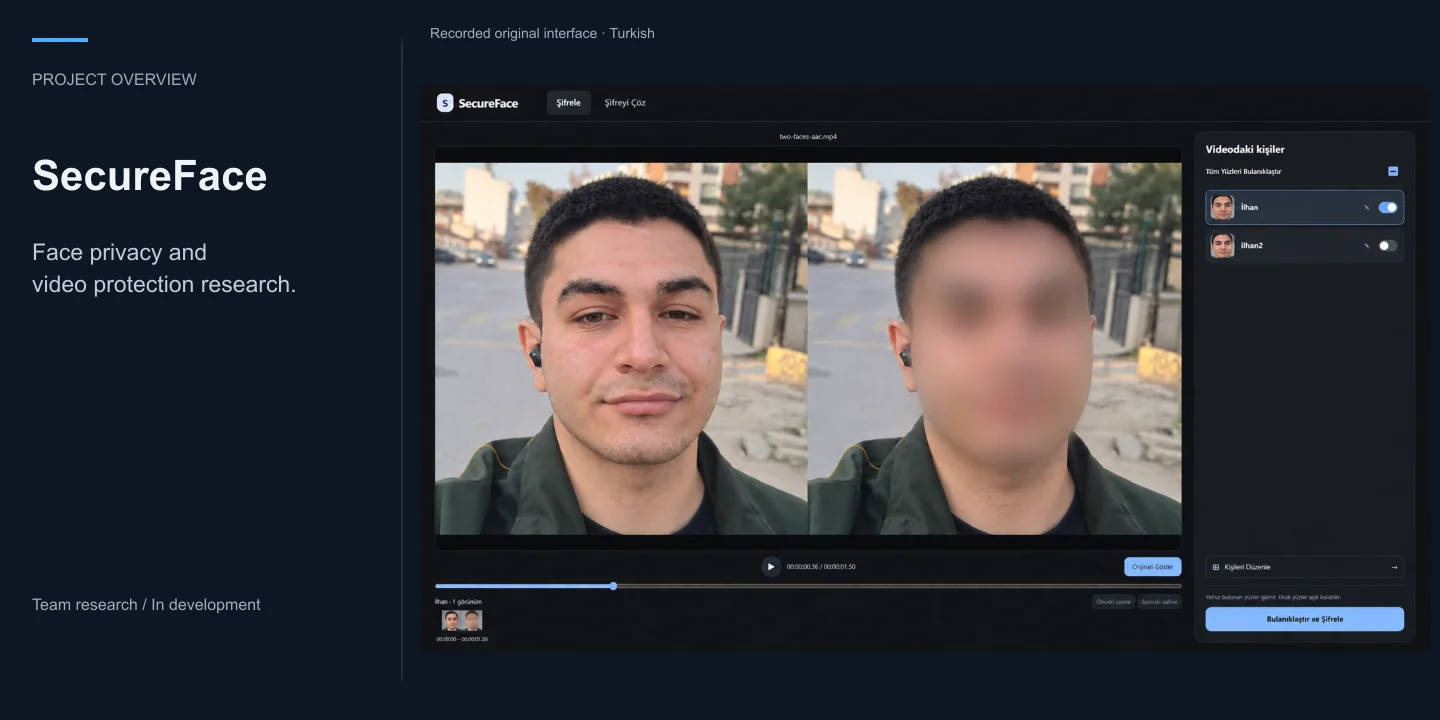 PROJECT OVERVIEW
SecureFace
Face privacy and
video protection research.
Team research / In development
Recorded original interface · Turkish
S SecureFace
Şifrele
Şifreyi Çöz
two-faces-aac.mp4
00:00:00.36 / 00:00:01.50
Orijinali Göster
İlhan · 1 görünüm
Önceki sahne
Sonraki sahne
00:00:00 – 00:00:01.50
Videodaki kişiler
Tüm Yüzleri Bulanıklaştır
İlhan
ilhan2
Kişileri Düzenle →
Yalnız bulunan yüzler işlenir. Eksik yüzler açık kalabilir.
Bulanıklaştır ve Şifrele